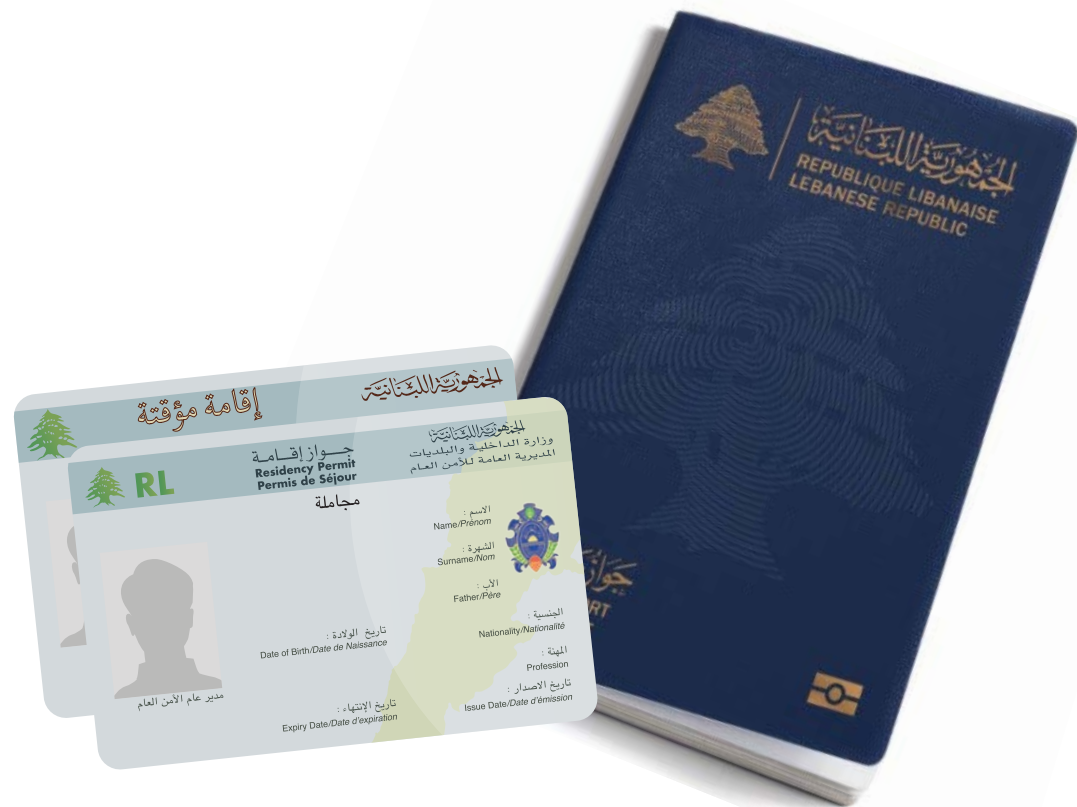 الجمهورية اللبنانية
REPUBLIQUE LIBANAISE
LEBANESE REPUBLIC
جواز
RT
إقامة مؤقتة
الجمهورية اللبنانية
RL
جـــواز إقـــامـة
Residency Permit
Permis de Séjour
الجمهورية اللبنانية
وزارة الداخلية والبلديات
المديرية العامة للأمن العام
مجاملة
الاسم :
Name/Prénom
الشهرة :
Surname/Nom
الأب :
Father/Père
الجنسية :
Nationality/Nationalité
تاريخ الولادة :
Date of Birth/Date de Naissance
المهنة :
Profession
تاريخ الاصدار :
Issue Date/Date d'émission
تاريخ الإنتهاء :
Expiry Date/Date d'expiration
مدير عام الأمن العام